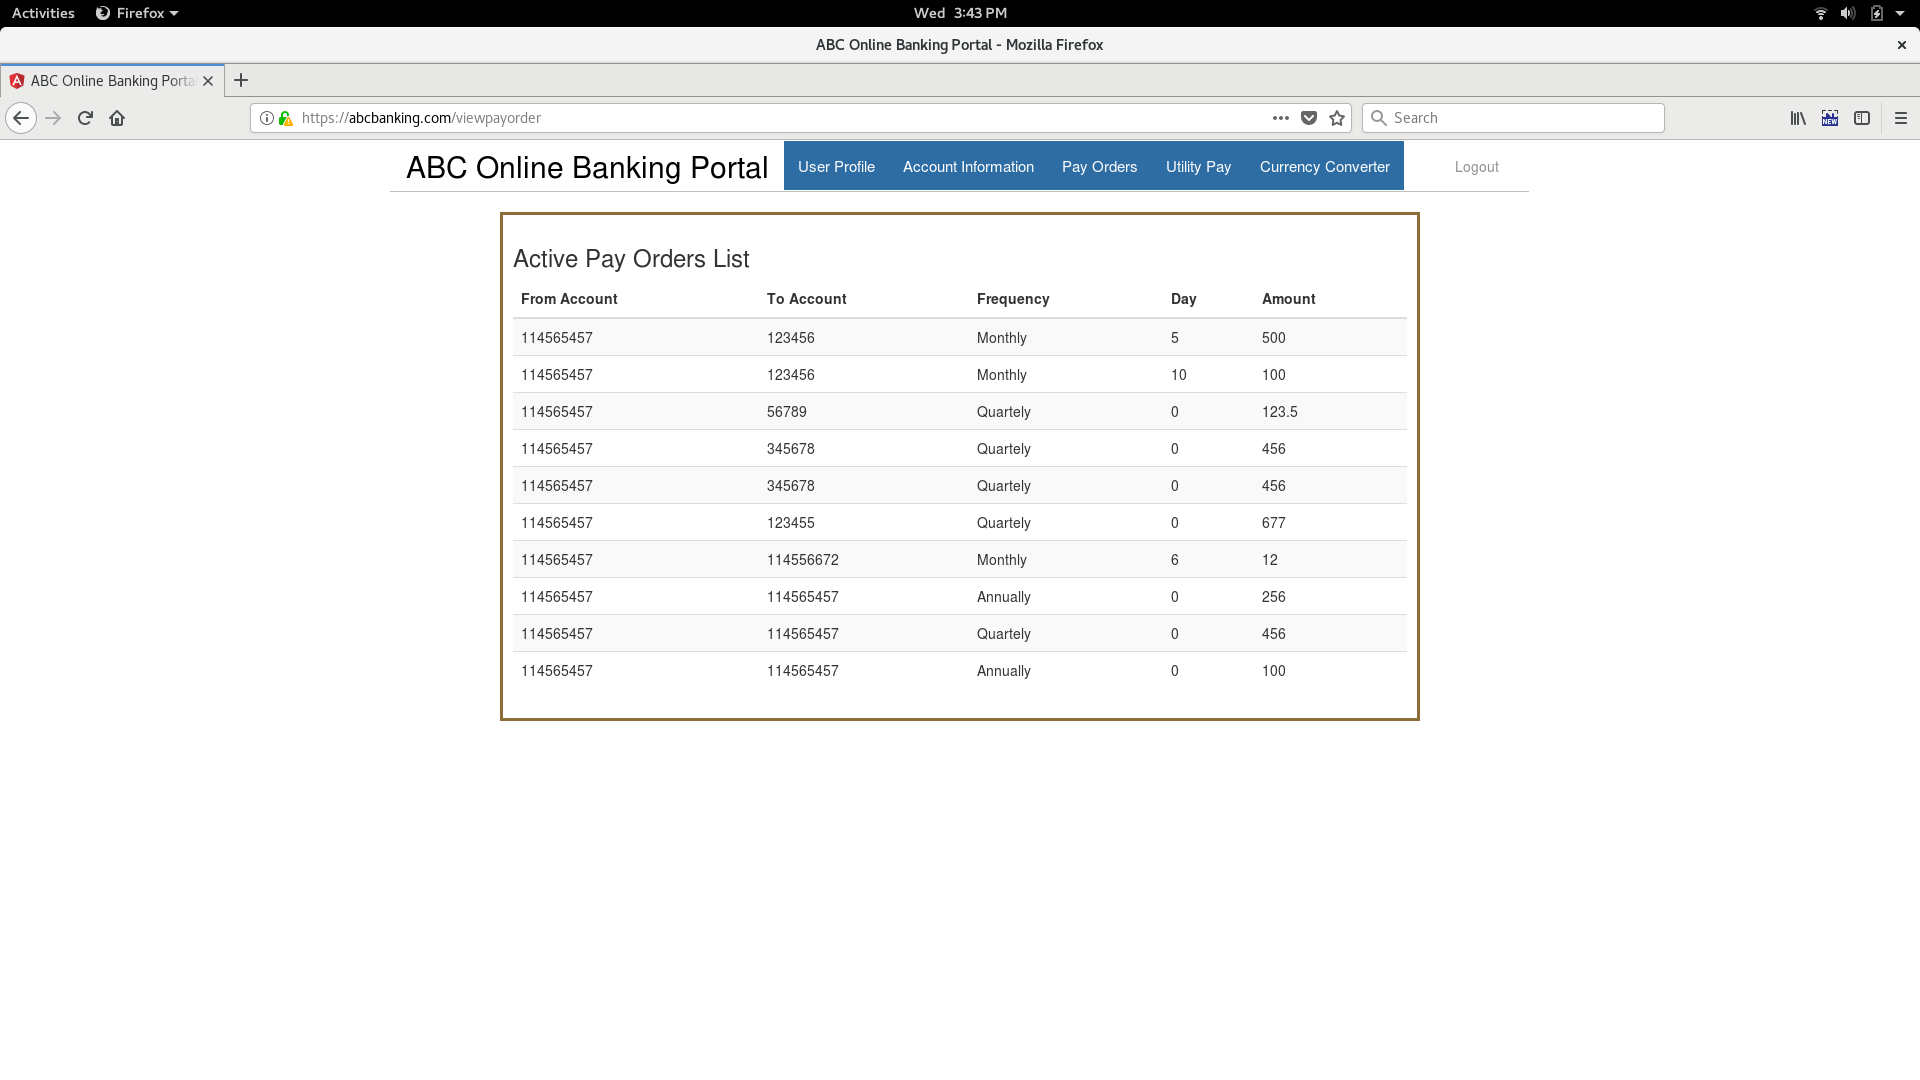 Activities Firefox Wed 3:43 PM
ABC Online Banking Portal - Mozilla Firefox
ABC Online Banking Porta
https://abcbanking.com/viewpayorder Search NEW
ABC Online Banking Portal User Profile Account Information Pay Orders Utility Pay Currency Converter Logout
Active Pay Orders List
From Account To Account Frequency Day Amount
114565457 123456 Monthly 5 500
114565457 123456 Monthly 10 100
114565457 56789 Quartely 0 123.5
114565457 345678 Quartely 0 456
114565457 345678 Quartely 0 456
114565457 123455 Quartely 0 677
114565457 114556672 Monthly 6 12
114565457 114565457 Annually 0 256
114565457 114565457 Quartely 0 456
114565457 114565457 Annually 0 100